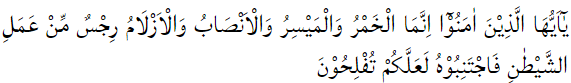 يٰٓاَيُّهَا الَّذِيْنَ اٰمَنُوْٓا اِنَّمَا الْخَمْرُ وَالْمَيْسِرُ وَالْاَنْصَابُ وَالْاَزْلَامُ رِجْسٌ مِّنْ عَمَلِ
الشَّيْطٰنِ فَاجْتَنِبُوْهُ لَعَلَّكُمْ تُفْلِحُوْنَ